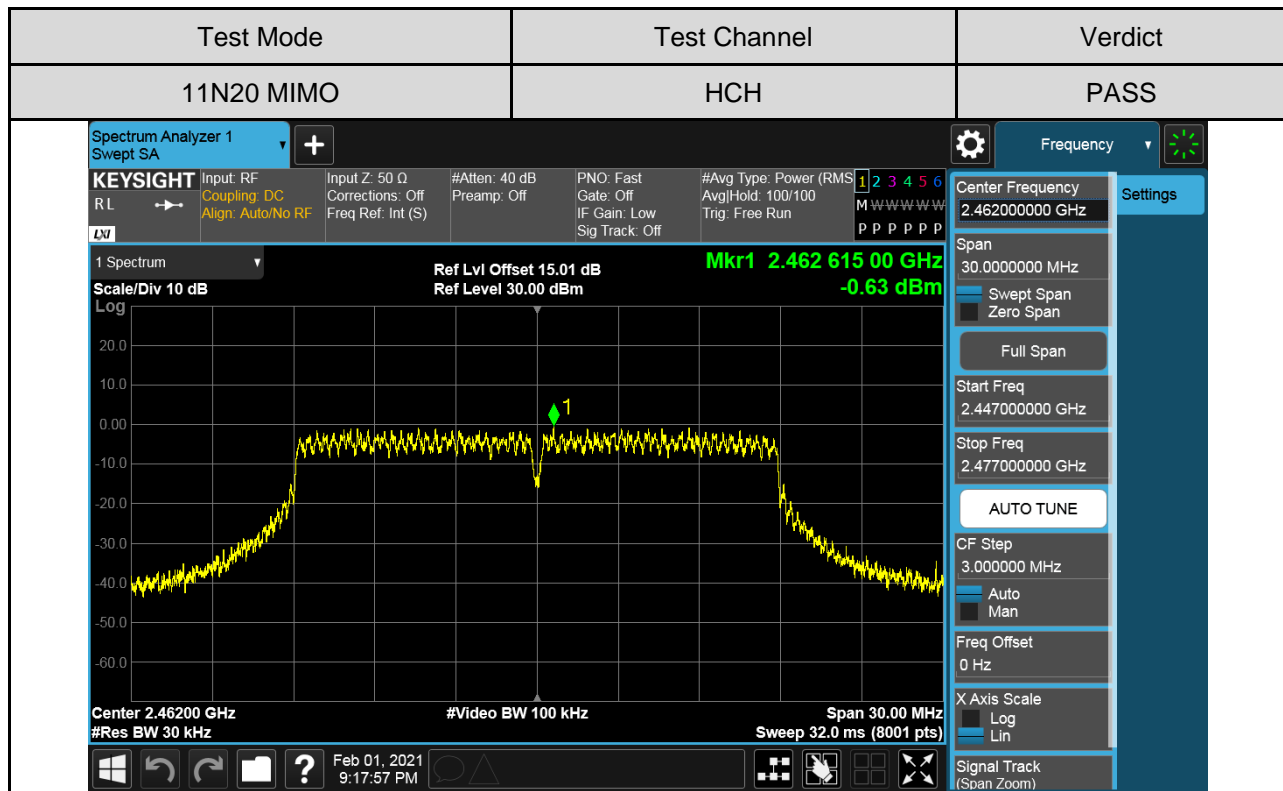 Test Mode Test Channel Verdict
11N20 MIMO HCH PASS
Spectrum Analyzer 1
Swept SA
+
Frequency
KEYSIGHT
R L
LXI
Input: RF
Coupling: DC
Align: Auto/No RF
Input Z: 50 Ω
Corrections: Off
Freq Ref: Int (S)
#Atten: 40 dB
Preamp: Off
PNO: Fast
Gate: Off
IF Gain: Low
Sig Track: Off
#Avg Type: Power (RMS
Avg|Hold: 100/100
Trig: Free Run
1 2 3 4 5 6
M W W W W W
P P P P P P
1 Spectrum
Scale/Div 10 dB
Log
Ref Lvl Offset 15.01 dB
Ref Level 30.00 dBm
Mkr1 2.462 615 00 GHz
-0.63 dBm
20.0
10.0
0.00
-10.0
-20.0
-30.0
-40.0
-50.0
-60.0
1
Center 2.46200 GHz
#Res BW 30 kHz
#Video BW 100 kHz
Span 30.00 MHz
Sweep 32.0 ms (8001 pts)
?
Feb 01, 2021
9:17:57 PM
Center Frequency
2.462000000 GHz
Settings
Span
30.0000000 MHz
Swept Span
Zero Span
Full Span
Start Freq
2.447000000 GHz
Stop Freq
2.477000000 GHz
AUTO TUNE
CF Step
3.000000 MHz
Auto
Man
Freq Offset
0 Hz
X Axis Scale
Log
Lin
Signal Track
(Span Zoom)